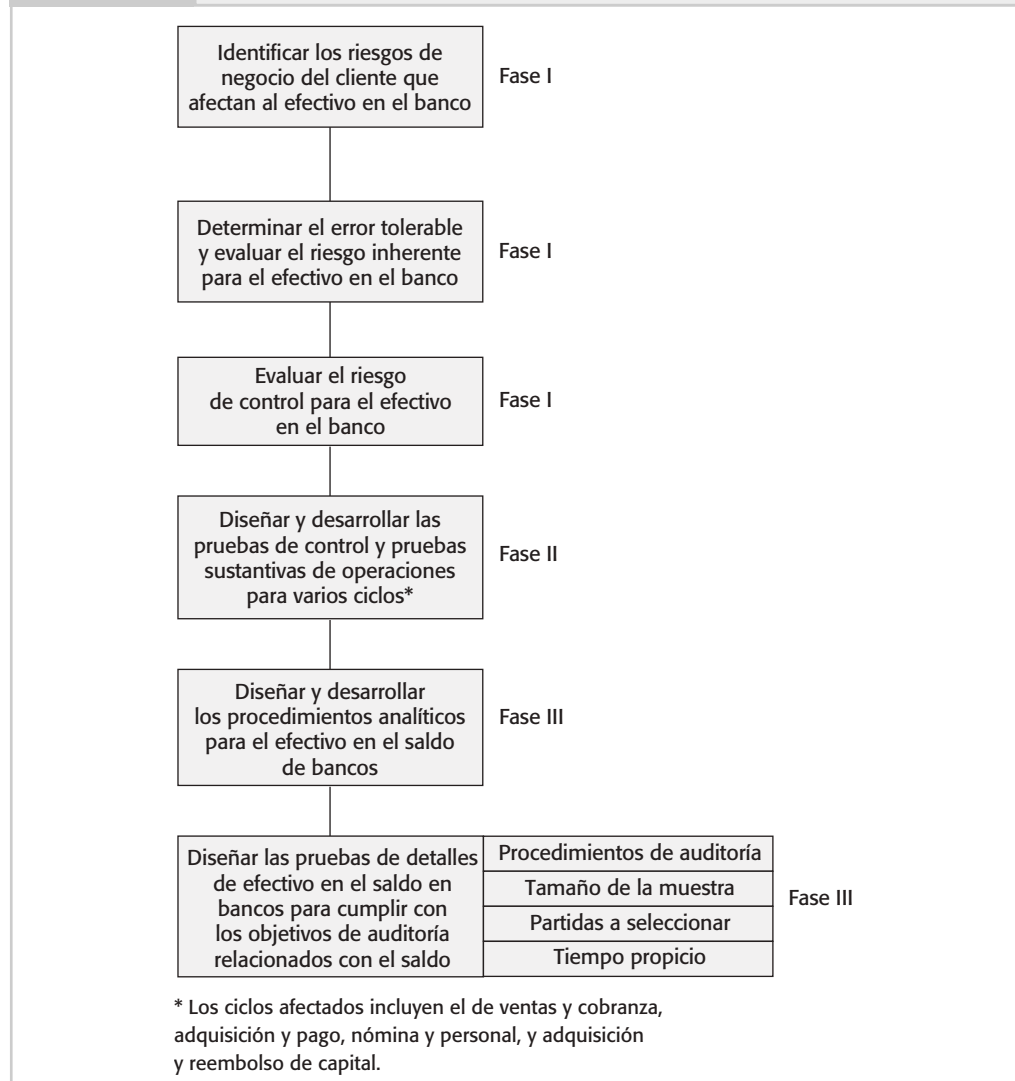 Identificar los riesgos de
negocio del cliente que
afectan al efectivo en el banco
Fase I
Determinar el error tolerable
y evaluar el riesgo inherente
para el efectivo en el banco
Fase I
Evaluar el riesgo
de control para el efectivo
en el banco
Fase I
Diseñar y desarrollar las
pruebas de control y pruebas
sustantivas de operaciones
para varios ciclos*
Fase II
Diseñar y desarrollar
los procedimientos analíticos
para el efectivo en el saldo
de bancos
Fase III
Diseñar las pruebas de detalles
de efectivo en el saldo en
bancos para cumplir con
los objetivos de auditoría
relacionados con el saldo
Procedimientos de auditoría
Tamaño de la muestra
Partidas a seleccionar
Tiempo propicio
Fase III
* Los ciclos afectados incluyen el de ventas y cobranza,
adquisición y pago, nómina y personal, y adquisición
y reembolso de capital.